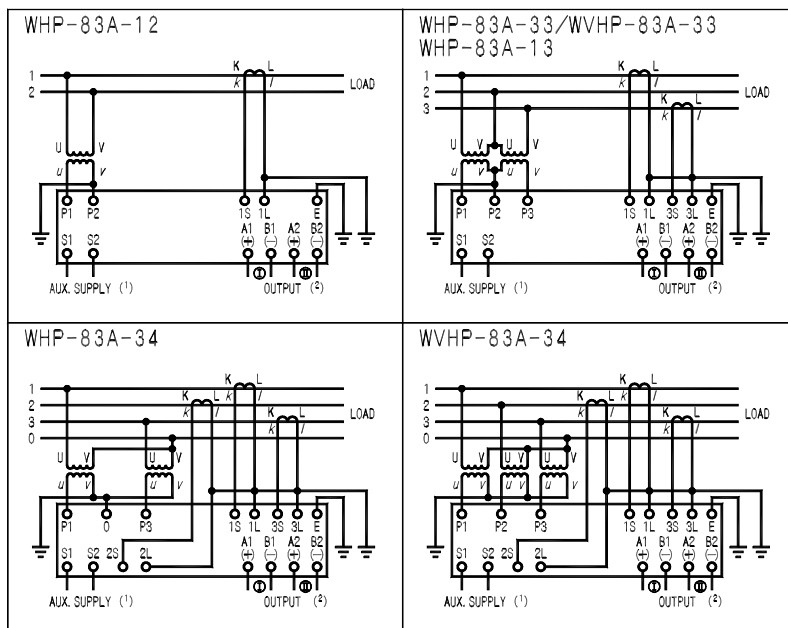 WHP-83A-12
K L
1
k l
LOAD
2
U V
u v
P1 P2 1S 1L E
S1 S2 A1 B1 A2 B2
(+) (−) (+) (−)
I II
AUX. SUPPLY (1) OUTPUT (2)
WHP-83A-33/WVHP-83A-33
WHP-83A-13
K L
1
k l
LOAD
2
K L
3
k l
U V U V
u v u v
P1 P2 P3 1S 1L 3S 3L E
S1 S2 A1 B1 A2 B2
(+) (−) (+) (−)
I II
AUX. SUPPLY (1) OUTPUT (2)
WHP-83A-34
K L
1
k l
K L
2
k l
LOAD
K L
3
k l
0
U V U V
u v u v
P1 0 P3 1S 1L 3S 3L E
S1 S2 2S 2L A1 B1 A2 B2
(+) (−) (+) (−)
I II
AUX. SUPPLY (1) OUTPUT (2)
WVHP-83A-34
K L
1
k l
K L
2
k l
LOAD
K L
3
k l
0
U V U V U V
u v u v u v
P1 P2 P3 1S 1L 3S 3L E
S1 S2 2S 2L A1 B1 A2 B2
(+) (−) (+) (−)
I II
AUX. SUPPLY (1) OUTPUT (2)